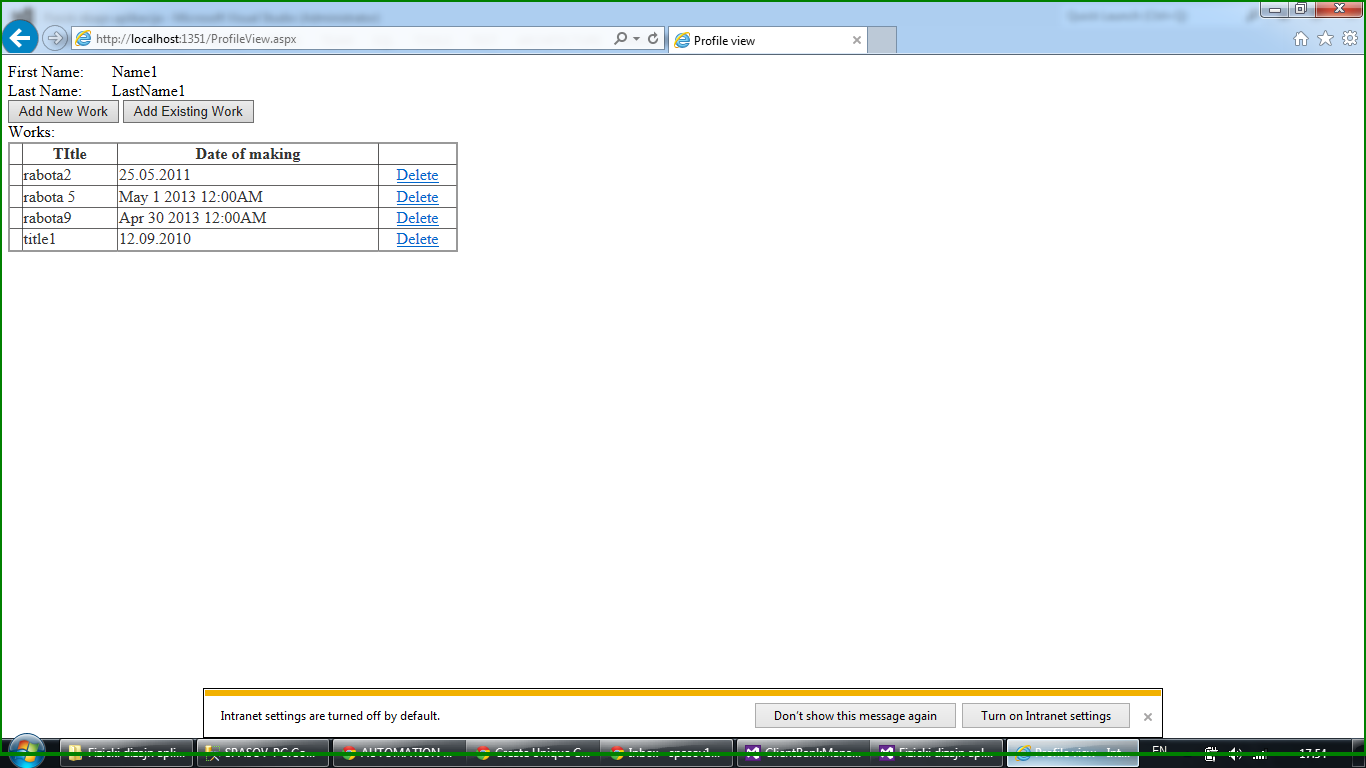 http://localhost:1351/ProfileView.aspx
Profile view
First Name: Name1
Last Name: LastName1
Add New Work Add Existing Work
Works:
TItle Date of making
rabota2 25.05.2011 Delete
rabota 5 May 1 2013 12:00AM Delete
rabota9 Apr 30 2013 12:00AM Delete
title1 12.09.2010 Delete
Intranet settings are turned off by default. Don't show this message again Turn on Intranet settings
Fizicki dizajn apli... SPASOV-PC Co... AUTOMATION ... Create Unique C... Inbox - spasov1... ClientBankMana... Fizicki dizajn apl... Profile view - Int... EN 17:54